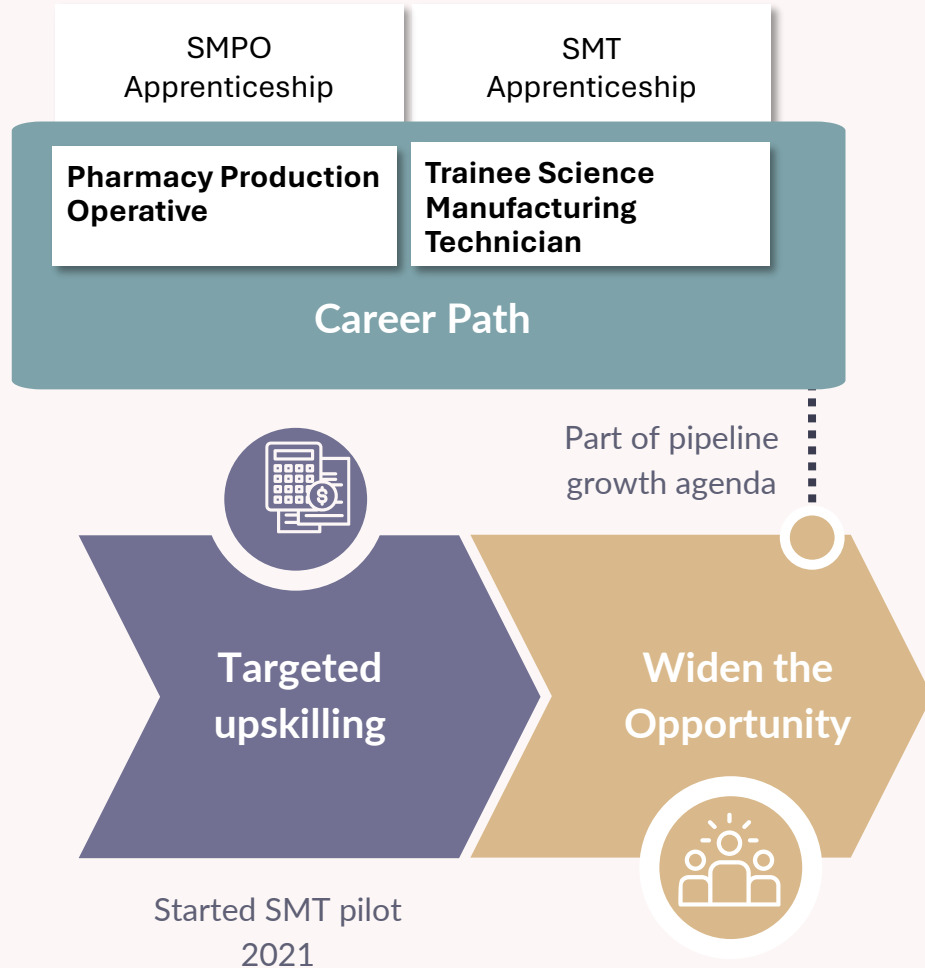 SMPO
Apprenticeship
SMT
Apprenticeship
Pharmacy Production
Operative
Trainee Science
Manufacturing
Technician
Career Path
Part of pipeline
growth agenda
$
Targeted
upskilling
Widen the
Opportunity
Started SMT pilot
2021